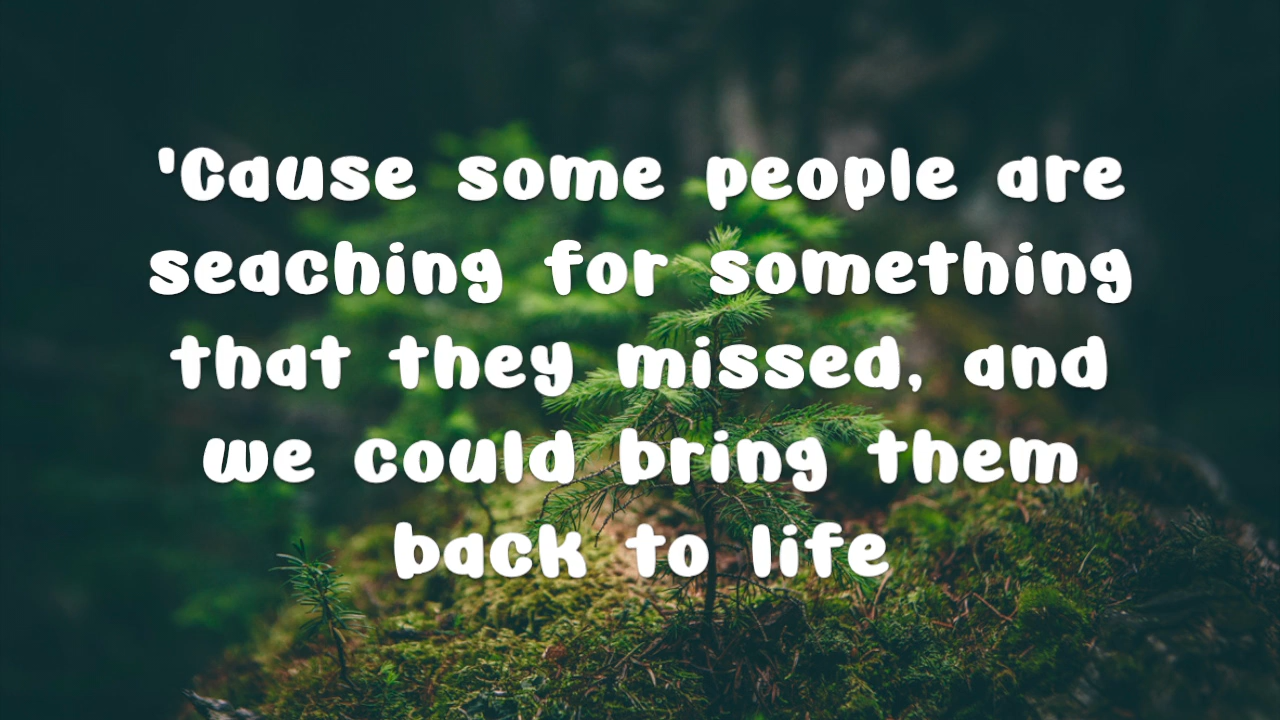 'Cause some people are
seaching for something
that they missed, and
we could bring them
back to life